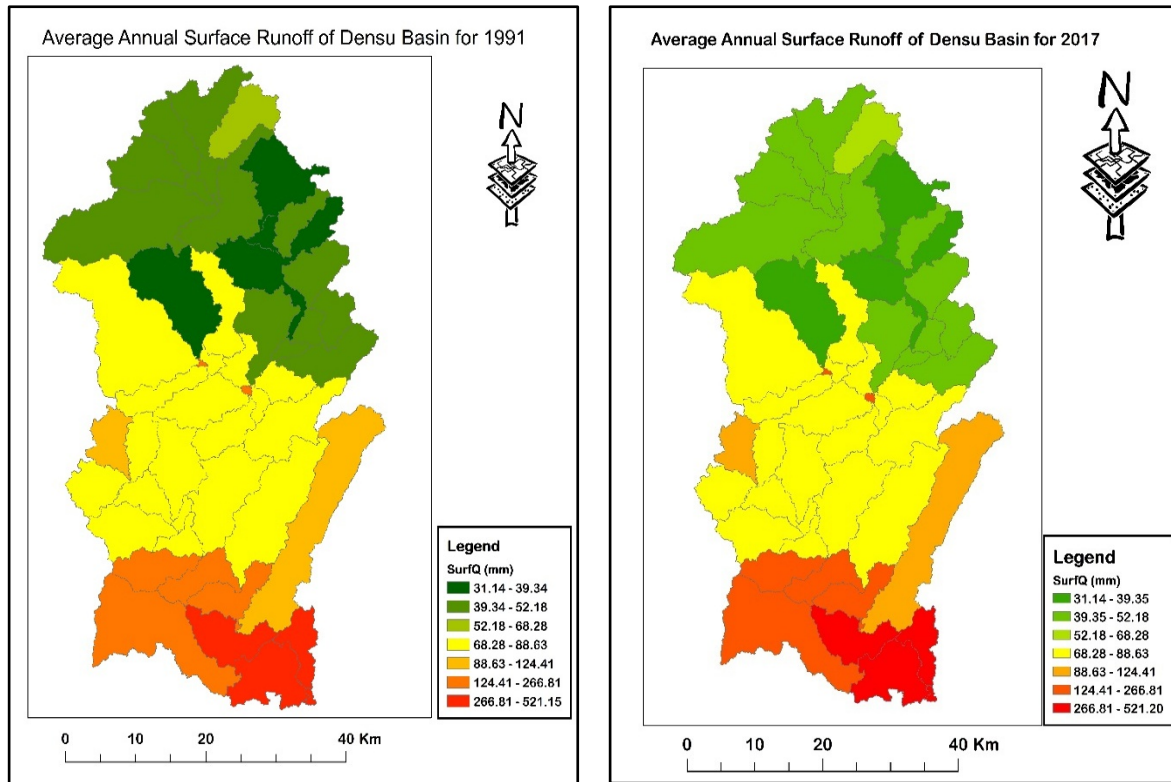 Average Annual Surface Runoff of Densu Basin for 1991
N
Legend
SurfQ (mm)
31.14 - 39.34
39.34 - 52.18
52.18 - 68.28
68.28 - 88.63
88.63 - 124.41
124.41 - 266.81
266.81 - 521.15
0 10 20 40 Km
Average Annual Surface Runoff of Densu Basin for 2017
N
Legend
SurfQ (mm)
31.14 - 39.35
39.35 - 52.18
52.18 - 68.28
68.28 - 88.63
88.63 - 124.41
124.41 - 266.81
266.81 - 521.20
0 10 20 40 Km